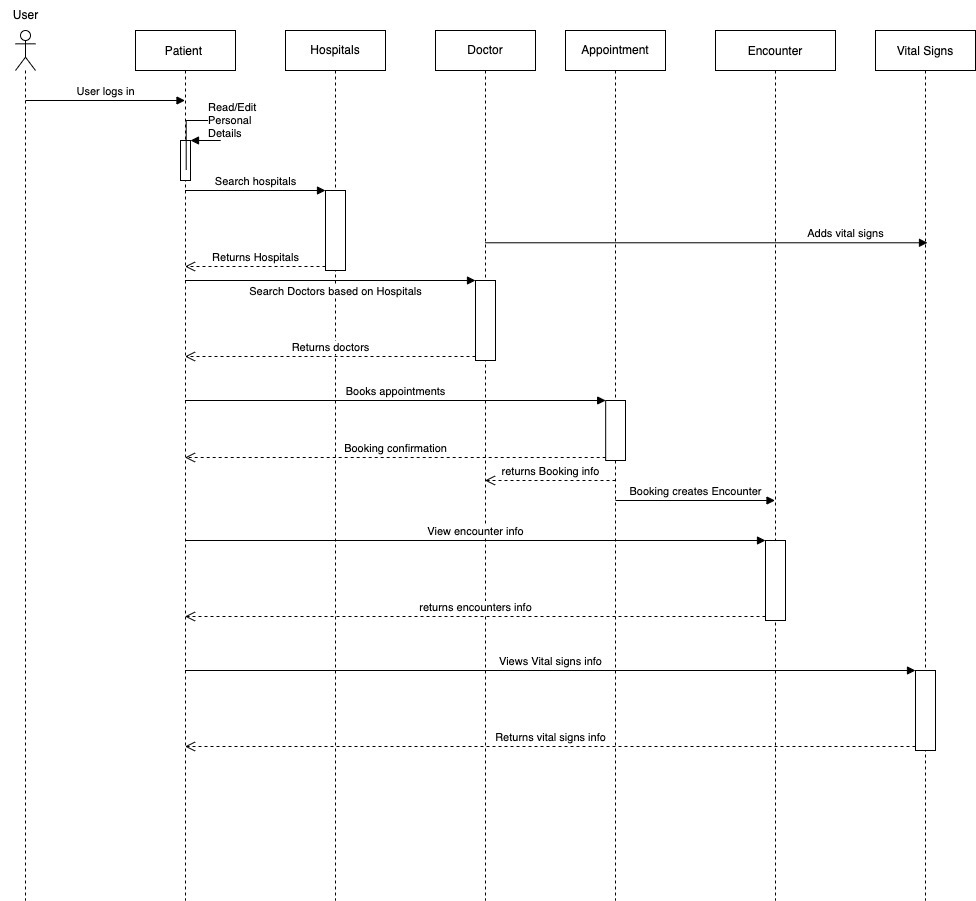 User
Patient
Hospitals
Doctor
Appointment
Encounter
Vital Signs
User logs in
Read/Edit
Personal
Details
Search hospitals
Adds vital signs
Returns Hospitals
Search Doctors based on Hospitals
Returns doctors
Books appointments
Booking confirmation
returns Booking info
Booking creates Encounter
View encounter info
returns encounters info
Views Vital signs info
Returns vital signs info